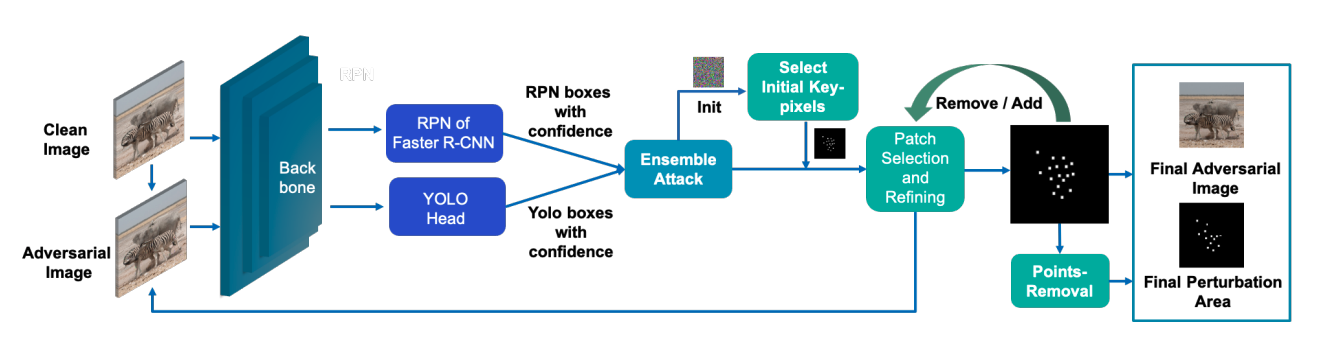 Clean
Image
Adversarial
Image
RPN
Back
bone
RPN of
Faster R-CNN
YOLO
Head
RPN boxes
with
confidence
Yolo boxes
with
confidence
Ensemble
Attack
Init
Select
Initial Key-
pixels
Patch
Selection
and
Refining
Remove / Add
Points-
Removal
Final Adversarial
Image
Final Perturbation
Area